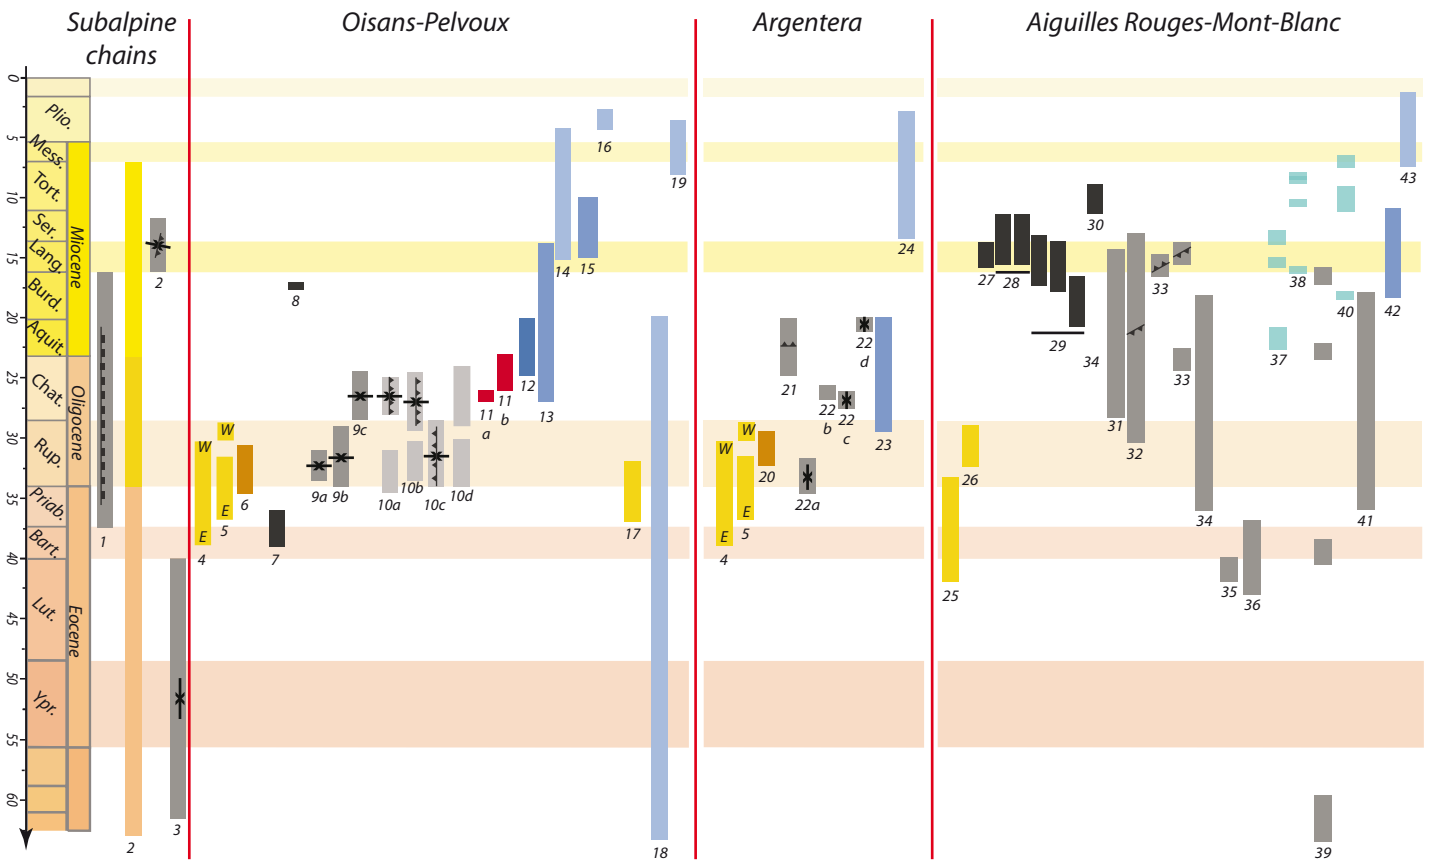 Subalpine
chains
Oisans-Pelvoux
Argentera
Aiguilles Rouges-Mont-Blanc
0
5
10
15
20
25
30
35
40
45
50
55
60
Plio.
Mess.
Tort.
Ser.
Lang.
Burd.
Aquit.
Chat.
Rup.
Priab.
Bart.
Lut.
Ypr.
Miocene
Oligocene
Eocene
1
2
2
3
W
E
4
W
E
5
6
7
8
9a
9b
9c
10a
10b
10c
10d
11
a
11
b
12
13
14
15
16
17
18
19
W
E
4
W
E
5
20
21
22a
22
b
22
c
22
d
23
24
25
26
27
28
29
30
31
32
33
33
34
34
35
36
37
38
39
40
41
42
43